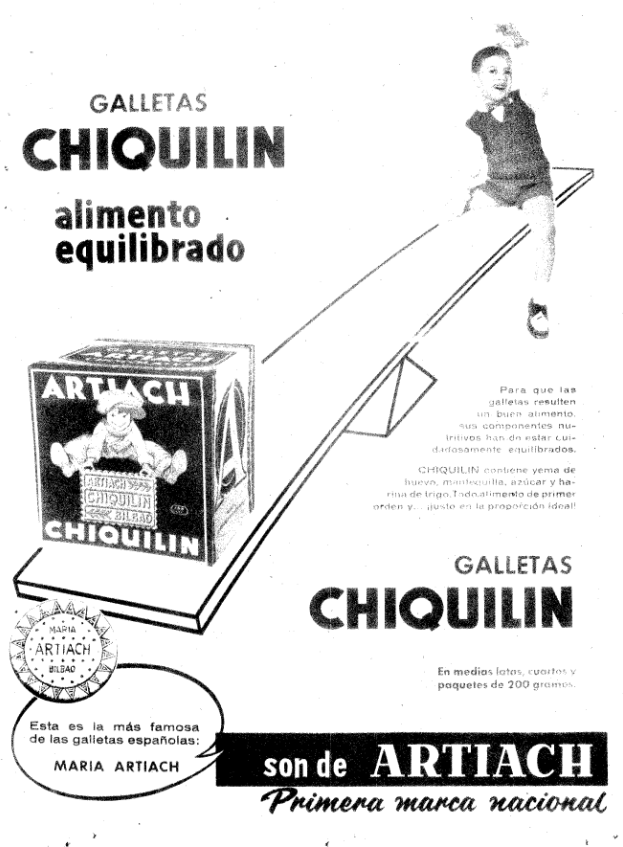 GALLETAS
CHIQUILIN
alimento
equilibrado
ARTIACH
ARTIACH
CHIQUILIN
BILBAO
CHIQUILIN
Para que las
galletas resulten
un buen alimento,
sus componentes nu-
tritivos han de estar cui-
dadosamente equilibrados.
CHIQUILIN contiene yema de
huevo, mantequilla, azúcar y ha-
rina de trigo. Todo alimento de primer
orden y... ¡justo en la proporción ideal!
GALLETAS
CHIQUILIN
En medias latas, cuartos y
paquetes de 200 gramos.
MARIA
ARTIACH
BILBAO
Esta es la más famosa
de las galletas españolas:
MARIA ARTIACH
son de ARTIACH
Primera marca nacional